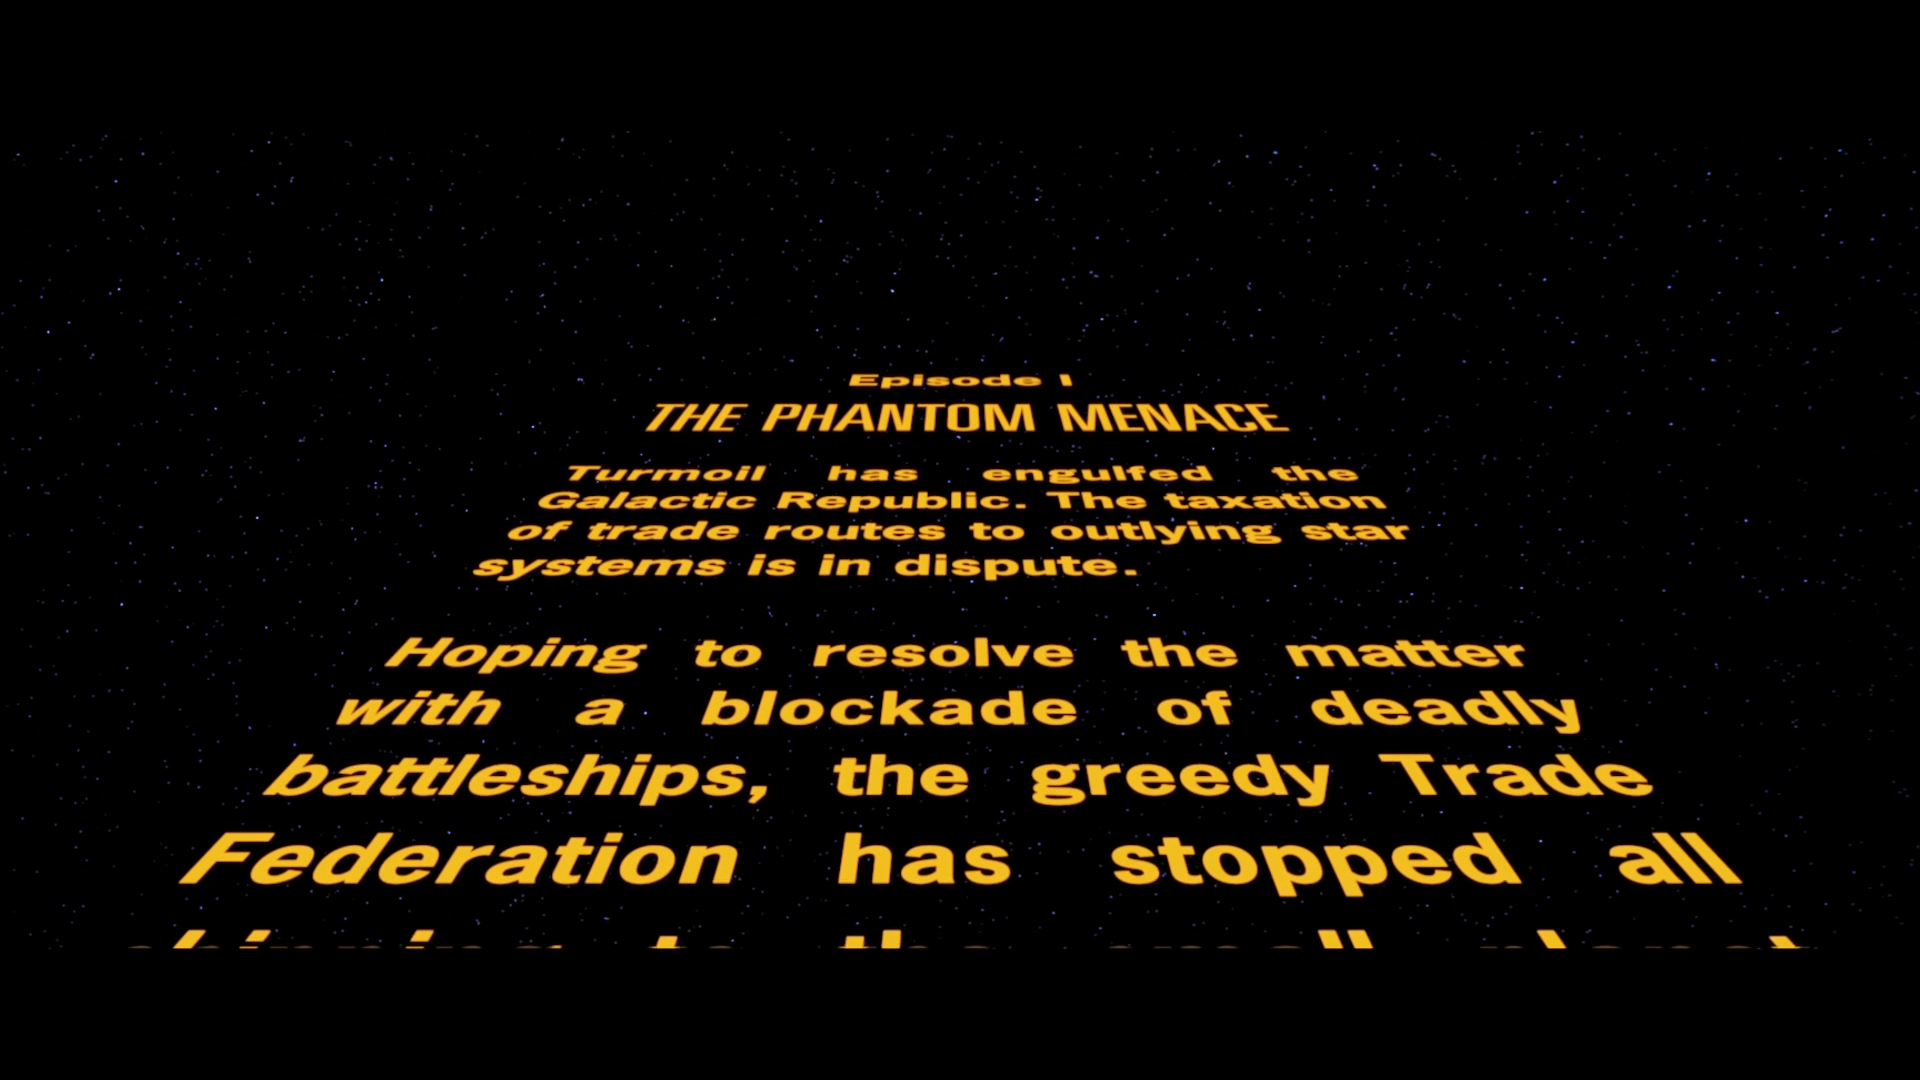 Episode I
THE PHANTOM MENACE
Turmoil has engulfed the
Galactic Republic. The taxation
of trade routes to outlying star
systems is in dispute.
Hoping to resolve the matter
with a blockade of deadly
battleships, the greedy Trade
Federation has stopped all